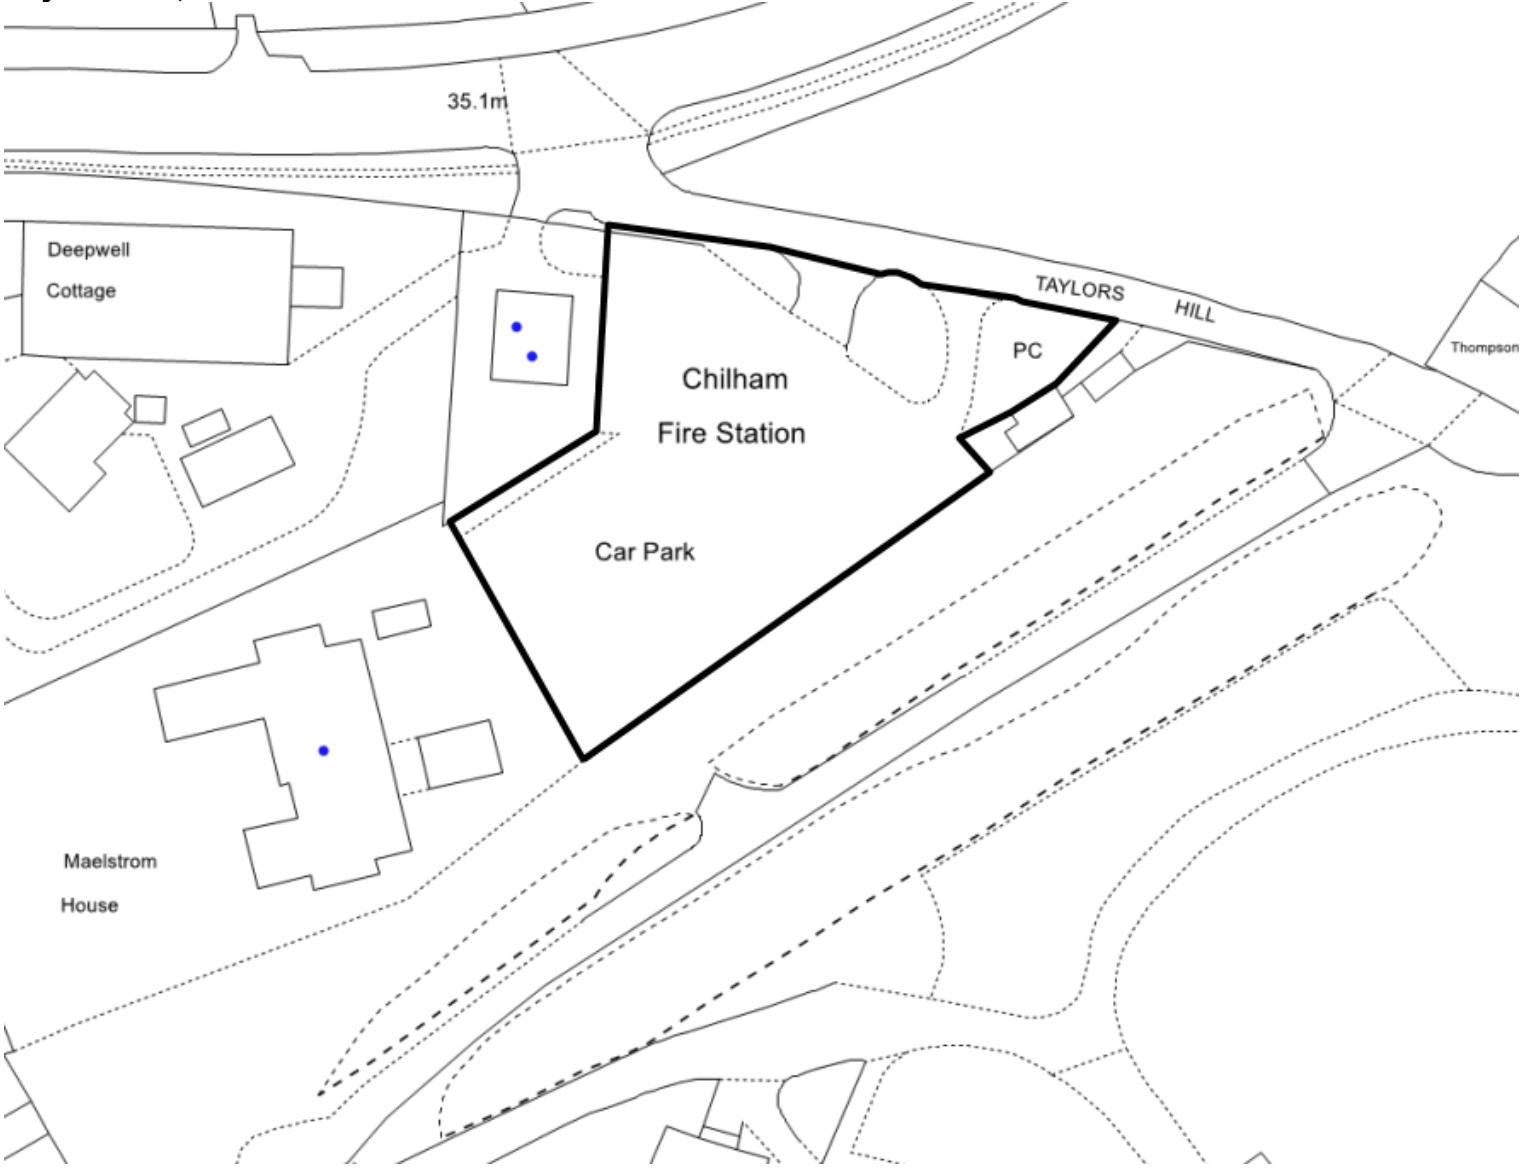 35.1m
Deepwell
Cottage
TAYLORS HILL
PC
Thompson
Chilham
Fire Station
Car Park
Maelstrom
House